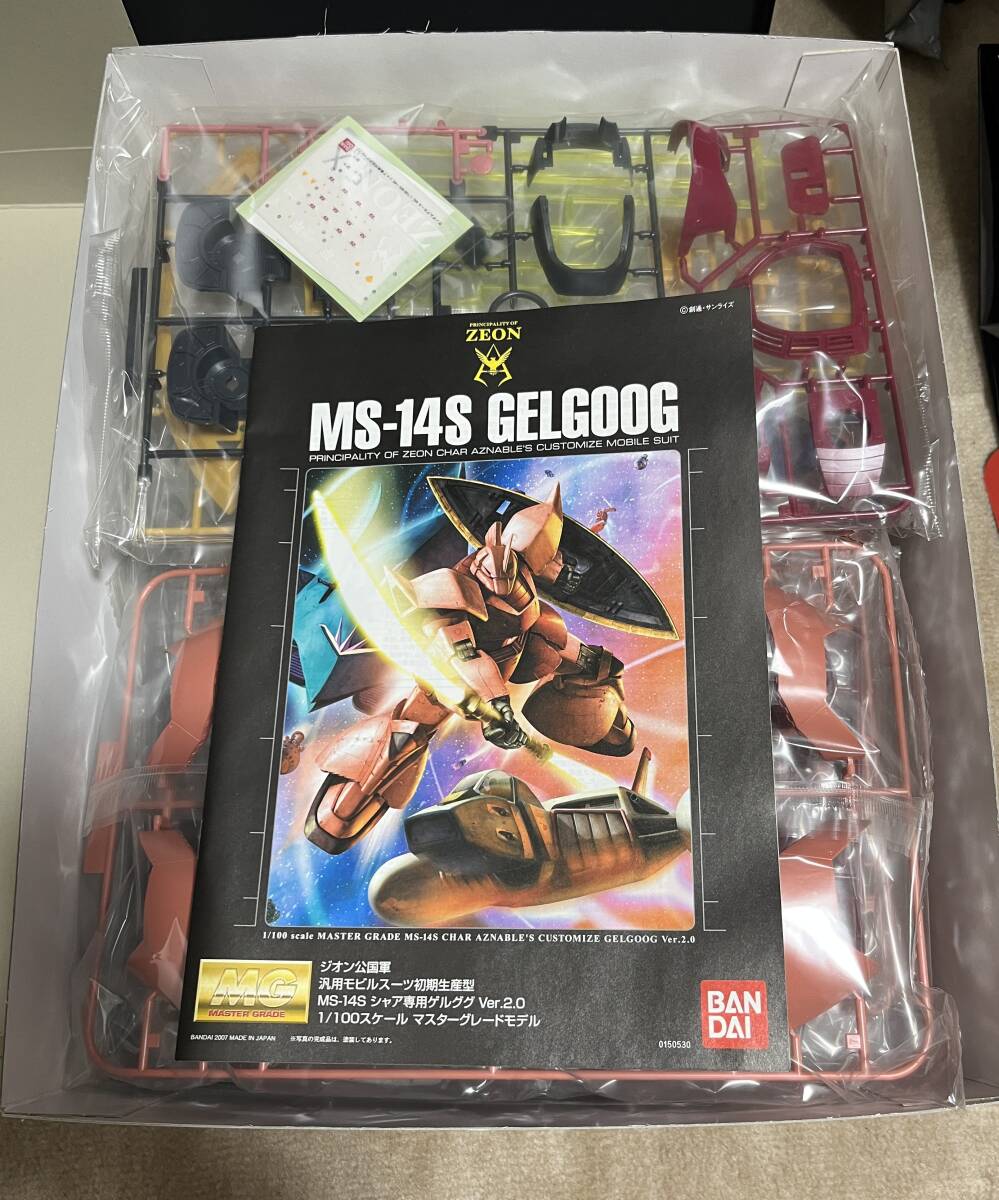 ©創通・サンライズ
PRINCIPALITY OF
ZEON
MS-14S GELGOOG
PRINCIPALITY OF ZEON CHAR AZNABLE'S CUSTOMIZE MOBILE SUIT
1/100 scale MASTER GRADE MS-14S CHAR AZNABLE'S CUSTOMIZE GELGOOG Ver.2.0
MG
MASTER GRADE
ジオン公国軍
汎用モビルスーツ初期生産型
MS-14S シャア専用ゲルググ Ver.2.0
1/100スケール マスターグレードモデル
BAN
DAI
BANDAI 2007 MADE IN JAPAN
※写真の完成品は、塗装してあります。
0150530